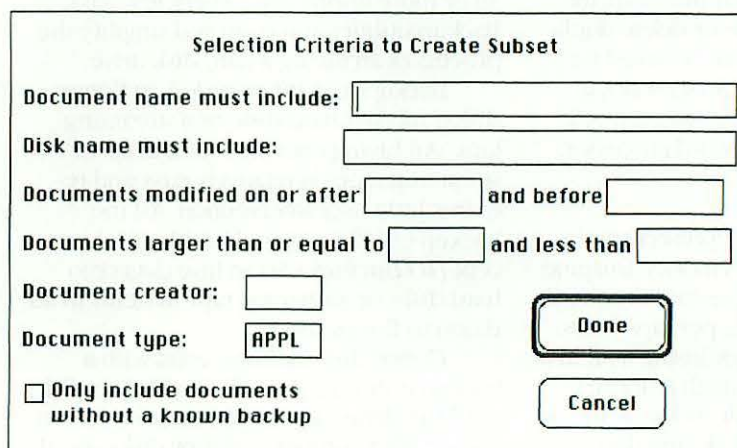 Selection Criteria to Create Subset
Document name must include:
Disk name must include:
Documents modified on or after and before
Documents larger than or equal to and less than
Document creator:
Document type: APPL
Done
Only include documents
without a known backup
Cancel